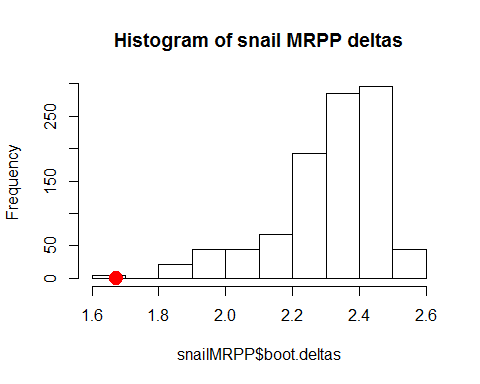 Histogram of snail MRPP deltas
Frequency
250
150
50
0
1.6 1.8 2.0 2.2 2.4 2.6
snailMRPP$boot.deltas